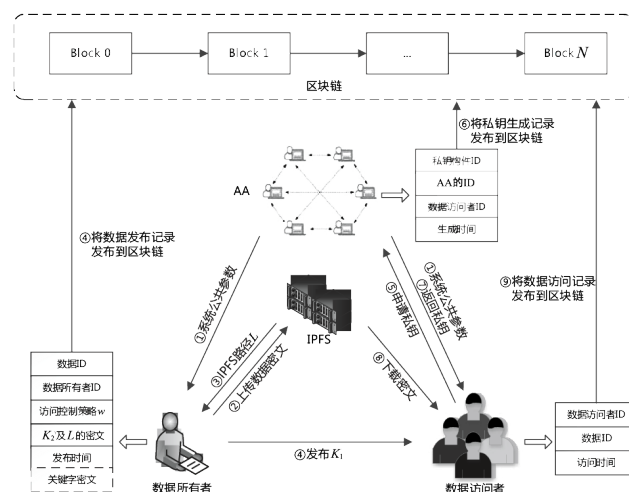 Block 0
Block 1
...
Block N
区块链
⑥将私钥生成记录
发布到区块链
私钥构件ID
AA的ID
数据访问者ID
生成时间
AA
④将数据发布记录
发布到区块链
⑨将数据访问记录
发布到区块链
①系统公共参数
①系统公共参数
⑦返回私钥
⑤申请私钥
IPFS
③IPFS路径L
②上传数据密文
⑧下载密文
数据ID
数据所有者ID
访问控制策略w
K₂及L的密文
发布时间
关键字密文
④发布K₁
数据访问者ID
数据ID
访问时间
数据所有者
数据访问者